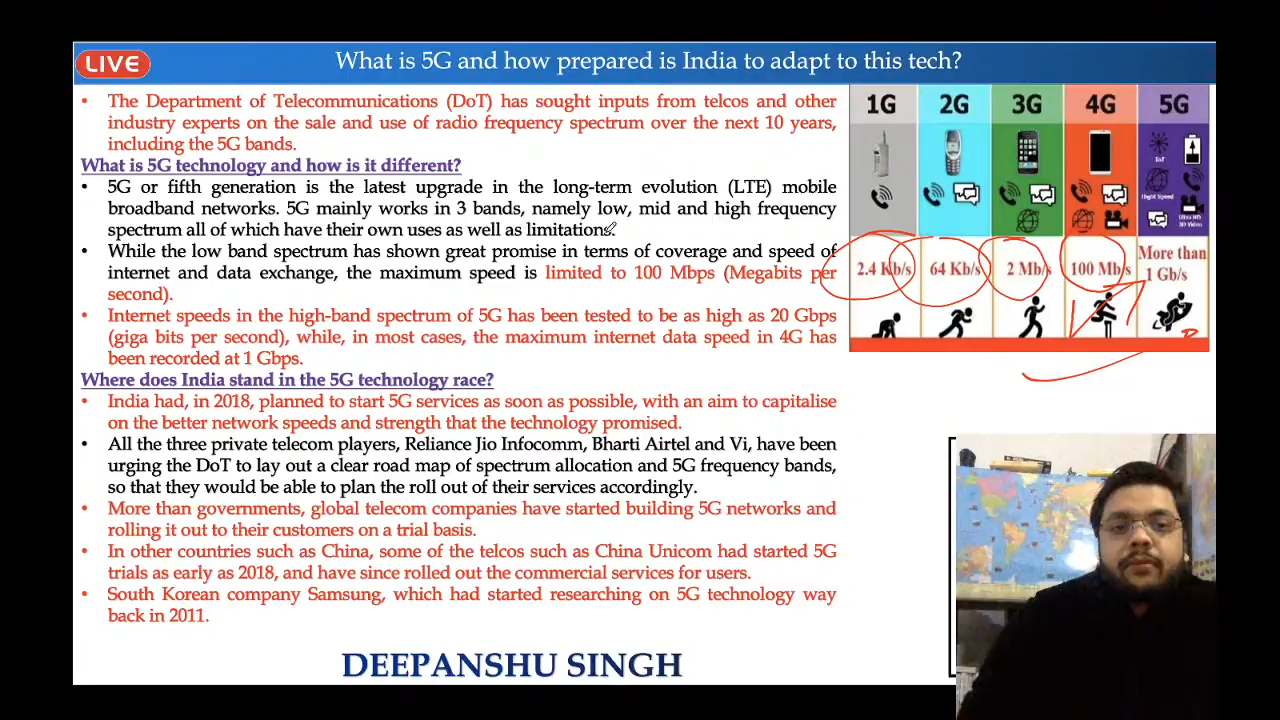 LIVE
What is 5G and how prepared is India to adapt to this tech?
• The Department of Telecommunications (DoT) has sought inputs from telcos and other
industry experts on the sale and use of radio frequency spectrum over the next 10 years,
including the 5G bands.
What is 5G technology and how is it different?
• 5G or fifth generation is the latest upgrade in the long-term evolution (LTE) mobile
broadband networks. 5G mainly works in 3 bands, namely low, mid and high frequency
spectrum all of which have their own uses as well as limitations.
• While the low band spectrum has shown great promise in terms of coverage and speed of
internet and data exchange, the maximum speed is limited to 100 Mbps (Megabits per
second).
• Internet speeds in the high-band spectrum of 5G has been tested to be as high as 20 Gbps
(giga bits per second), while, in most cases, the maximum internet data speed in 4G has
been recorded at 1 Gbps.
Where does India stand in the 5G technology race?
• India had, in 2018, planned to start 5G services as soon as possible, with an aim to capitalise
on the better network speeds and strength that the technology promised.
• All the three private telecom players, Reliance Jio Infocomm, Bharti Airtel and Vi, have been
urging the DoT to lay out a clear road map of spectrum allocation and 5G frequency bands,
so that they would be able to plan the roll out of their services accordingly.
• More than governments, global telecom companies have started building 5G networks and
rolling it out to their customers on a trial basis.
• In other countries such as China, some of the telcos such as China Unicom had started 5G
trials as early as 2018, and have since rolled out the commercial services for users.
• South Korean company Samsung, which had started researching on 5G technology way
back in 2011.
1G 2G 3G 4G 5G
IoT
Hight Speed
Ultra HD
3D Video
2.4 Kb/s 64 Kb/s 2 Mb/s 100 Mb/s More than
1 Gb/s
DEEPANSHU SINGH